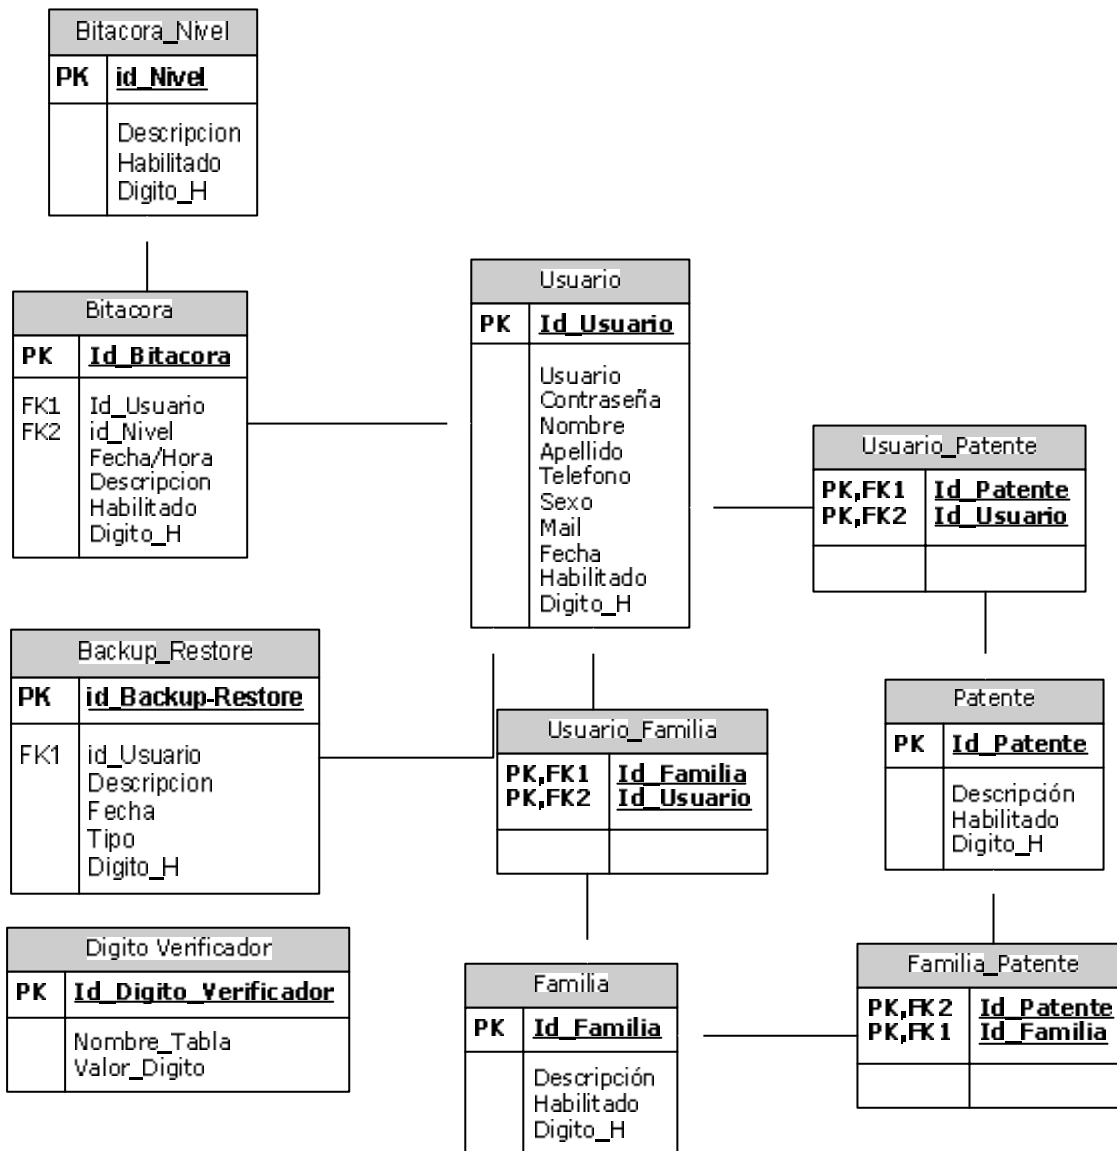 Bitacora_Nivel
PK id_Nivel
Descripcion
Habilitado
Digito_H
Bitacora
PK Id_Bitacora
FK1 Id_Usuario
FK2 id_Nivel
Fecha/Hora
Descripcion
Habilitado
Digito_H
Usuario
PK Id_Usuario
Usuario
Contraseña
Nombre
Apellido
Telefono
Sexo
Mail
Fecha
Habilitado
Digito_H
Usuario_Patente
PK,FK1 Id_Patente
PK,FK2 Id_Usuario
Backup_Restore
PK id_Backup-Restore
FK1 id_Usuario
Descripcion
Fecha
Tipo
Digito_H
Usuario_Familia
PK,FK1 Id_Familia
PK,FK2 Id_Usuario
Patente
PK Id_Patente
Descripción
Habilitado
Digito_H
Digito Verificador
PK Id_Digito_Verificador
Nombre_Tabla
Valor_Digito
Familia
PK Id_Familia
Descripción
Habilitado
Digito_H
Familia_Patente
PK,FK2 Id_Patente
PK,FK1 Id_Familia